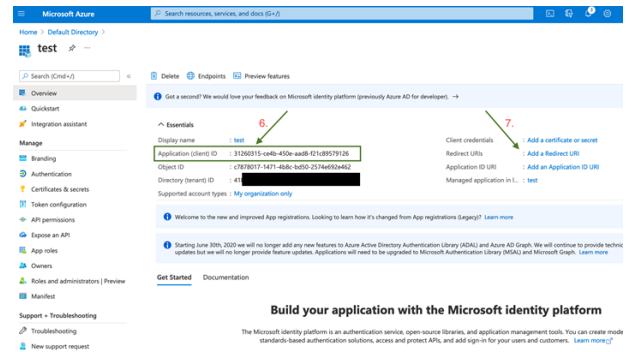 Microsoft Azure
Search resources, services, and docs (G+/)
Home > Default Directory >
test
Search (Cmd+/)
Delete
Endpoints
Preview features
Overview
Quickstart
Integration assistant
Manage
Branding
Authentication
Certificates & secrets
Token configuration
API permissions
Expose an API
App roles
Owners
Roles and administrators | Preview
Manifest
Support + Troubleshooting
Troubleshooting
New support request
Got a second? We would love your feedback on Microsoft identity platform (previously Azure AD for developer). →
Essentials
6.
7.
Display name : test
Application (client) ID : 31260315-ce4b-450e-aad8-f21c89579126
Object ID : c7878017-1471-4b8c-bd50-2574e692e462
Directory (tenant) ID : 41
Supported account types : My organization only
Client credentials : Add a certificate or secret
Redirect URIs : Add a Redirect URI
Application ID URI : Add an Application ID URI
Managed application in l... : test
Welcome to the new and improved App registrations. Looking to learn how it's changed from App registrations (Legacy)? Learn more
Starting June 30th, 2020 we will no longer add any new features to Azure Active Directory Authentication Library (ADAL) and Azure AD Graph. We will continue to provide technic
updates but we will no longer provide feature updates. Applications will need to be upgraded to Microsoft Authentication Library (MSAL) and Microsoft Graph. Learn more
Get Started
Documentation
Build your application with the Microsoft identity platform
The Microsoft identity platform is an authentication service, open-source libraries, and application management tools. You can create mode
standards-based authentication solutions, access and protect APIs, and add sign-in for your users and customers. Learn more